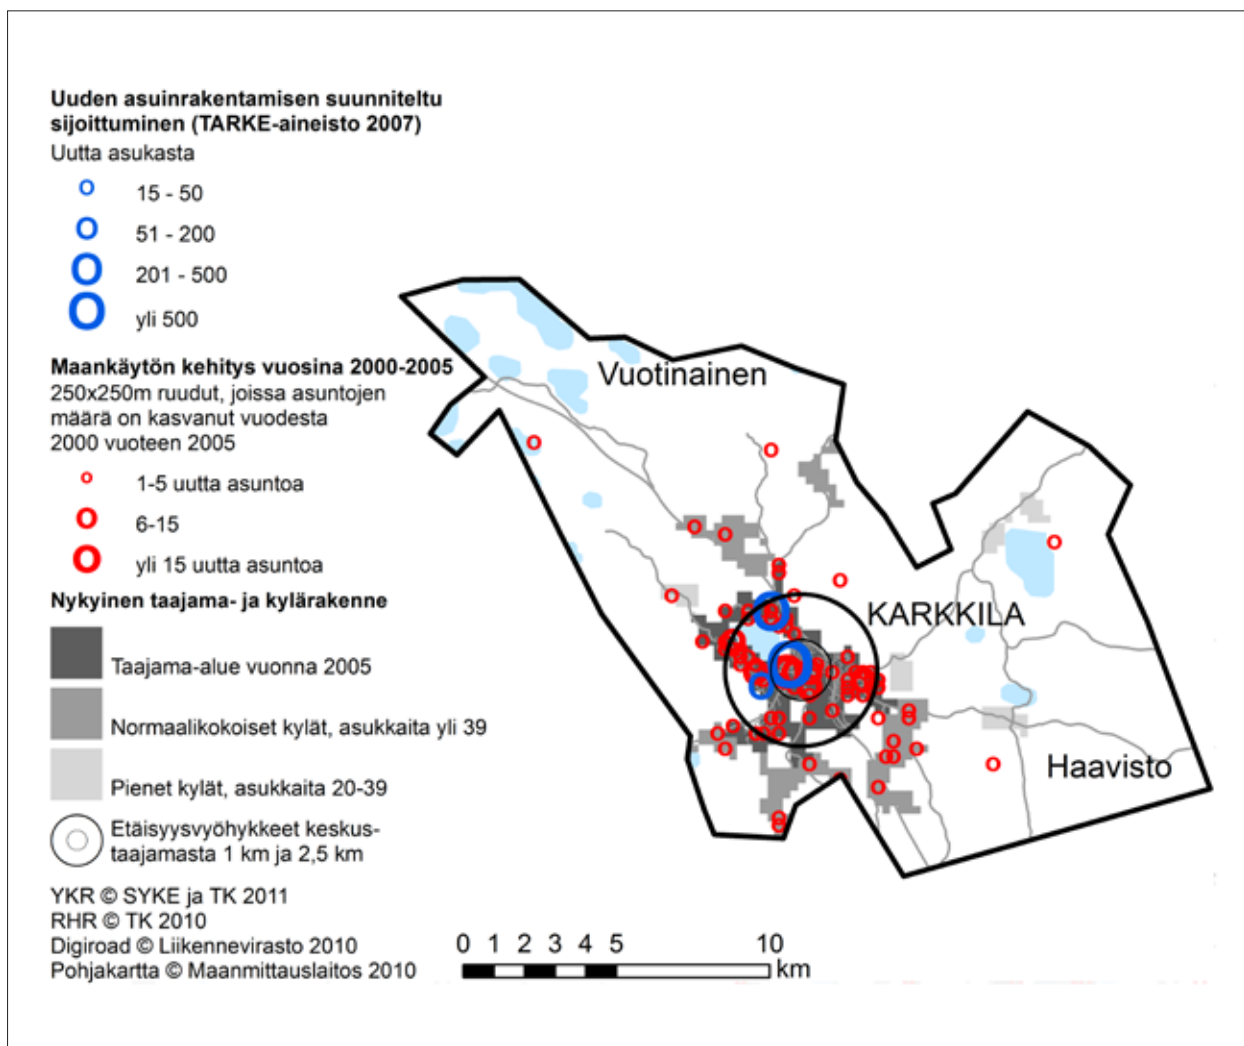 Uuden asuinrakentamisen suunniteltu
sijoittuminen (TARKE-aineisto 2007)
Uutta asukasta
15 - 50
51 - 200
201 - 500
yli 500
Maankäytön kehitys vuosina 2000-2005
250x250m ruudut, joissa asuntojen
määrä on kasvanut vuodesta
2000 vuoteen 2005
1-5 uutta asuntoa
6-15
yli 15 uutta asuntoa
Nykyinen taajama- ja kylärakenne
Taajama-alue vuonna 2005
Normaalikokoiset kylät, asukkaita yli 39
Pienet kylät, asukkaita 20-39
Etäisyysvyöhykkeet keskus-
taajamasta 1 km ja 2,5 km
YKR © SYKE ja TK 2011
RHR © TK 2010
Digiroad © Liikennevirasto 2010
Pohjakartta © Maanmittauslaitos 2010
Vuotinainen
KARKKILA
Haavisto
0 1 2 3 4 5 10
km